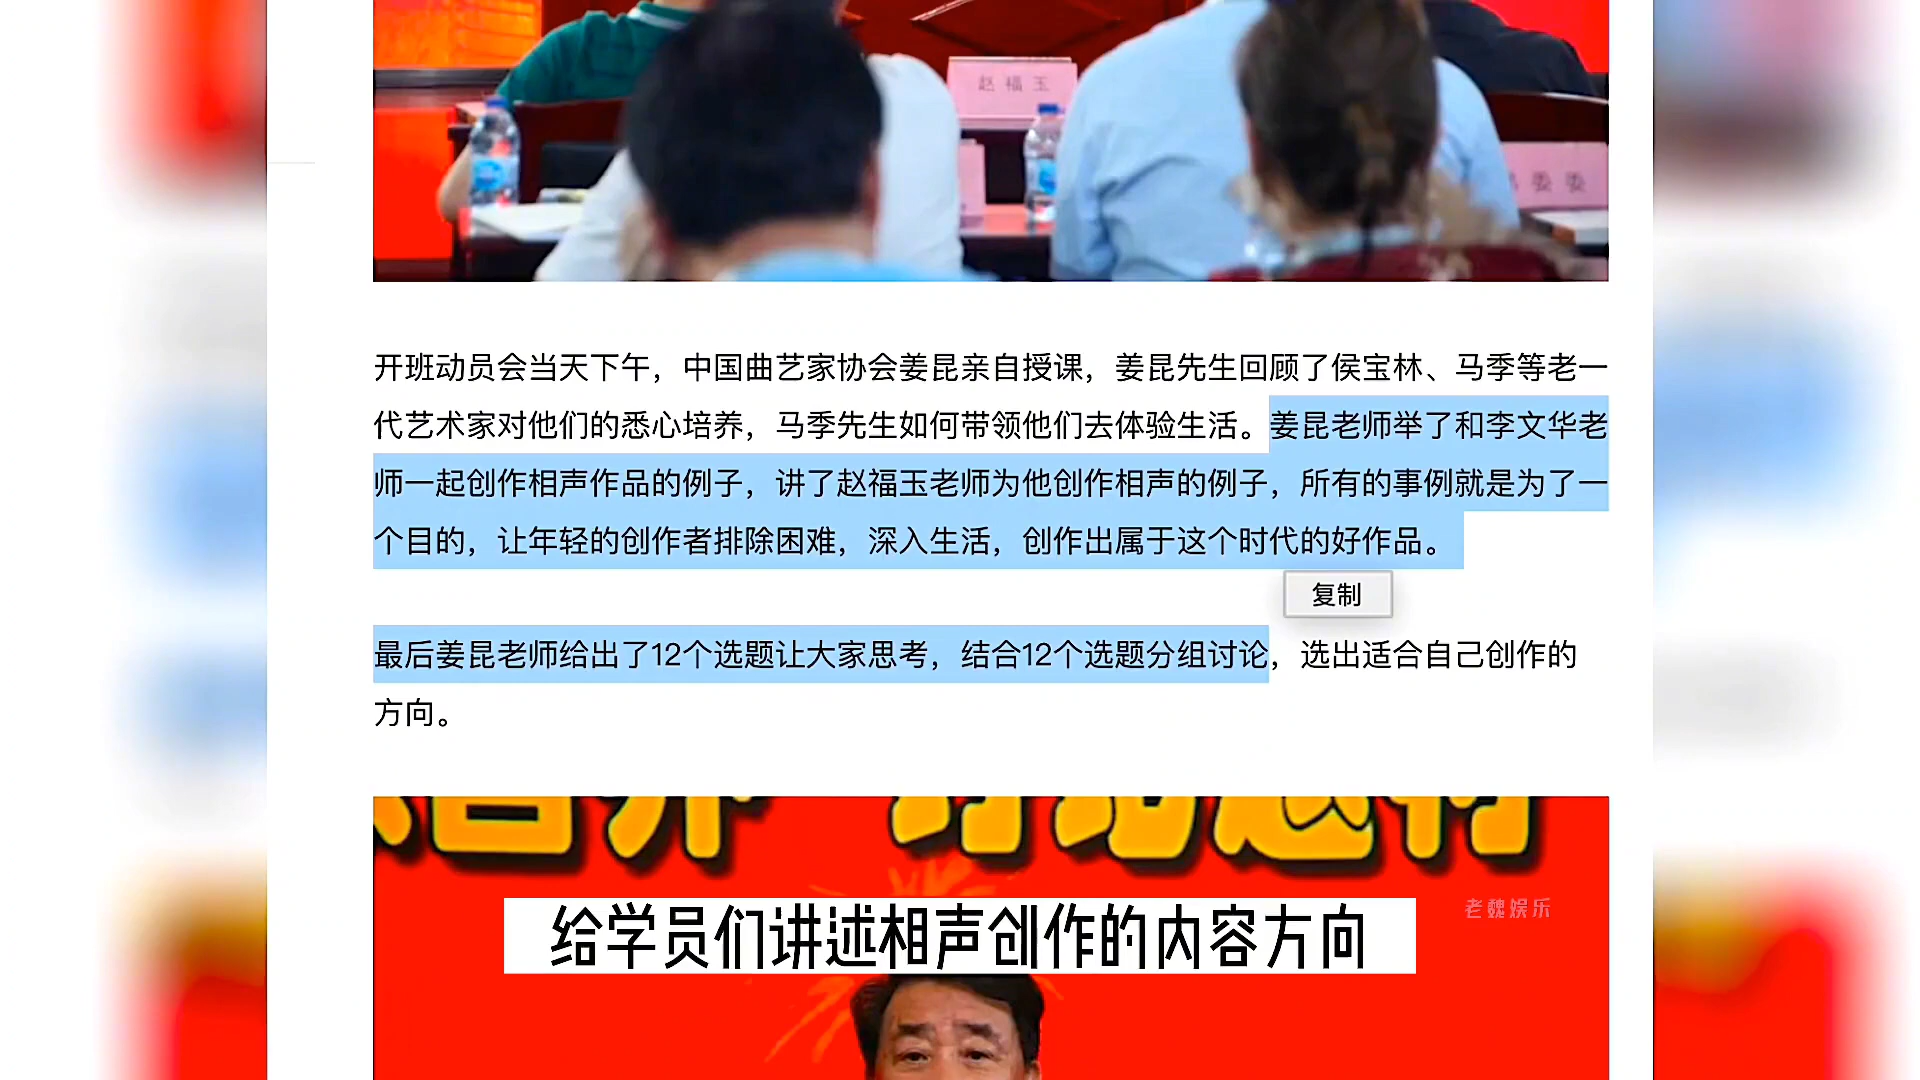 赵福玉
委委
开班动员会当天下午，中国曲艺家协会姜昆亲自授课，姜昆先生回顾了侯宝林、马季等老一
代艺术家对他们的悉心培养，马季先生如何带领他们去体验生活。姜昆老师举了和李文华老
师一起创作相声作品的例子，讲了赵福玉老师为他创作相声的例子，所有的事例就是为了一
个目的，让年轻的创作者排除困难，深入生活，创作出属于这个时代的好作品。
复制
最后姜昆老师给出了12个选题让大家思考，结合12个选题分组讨论，选出适合自己创作的
方向。
老魏娱乐
给学员们讲述相声创作的内容方向